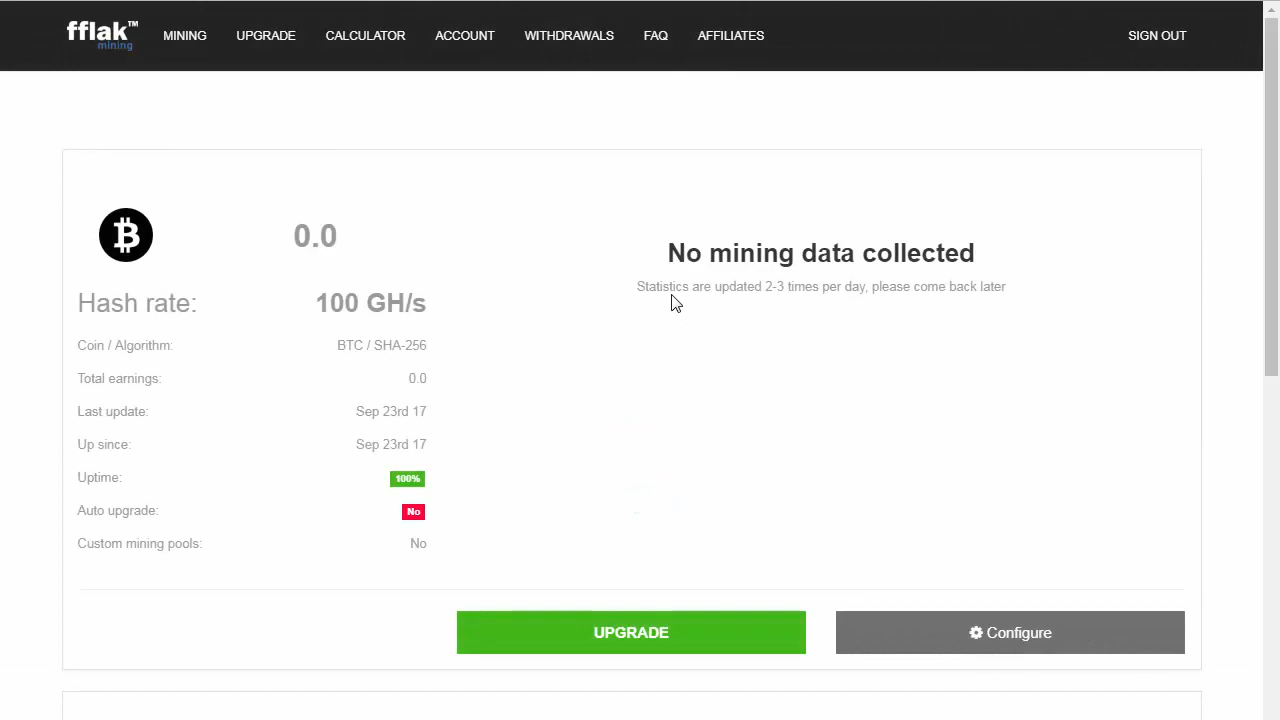 fflak™
mining
MINING
UPGRADE
CALCULATOR
ACCOUNT
WITHDRAWALS
FAQ
AFFILIATES
SIGN OUT
0.0
Hash rate: 100 GH/s
Coin / Algorithm: BTC / SHA-256
Total earnings: 0.0
Last update: Sep 23rd 17
Up since: Sep 23rd 17
Uptime: 100%
Auto upgrade: No
Custom mining pools: No
No mining data collected
Statistics are updated 2-3 times per day, please come back later
UPGRADE
Configure